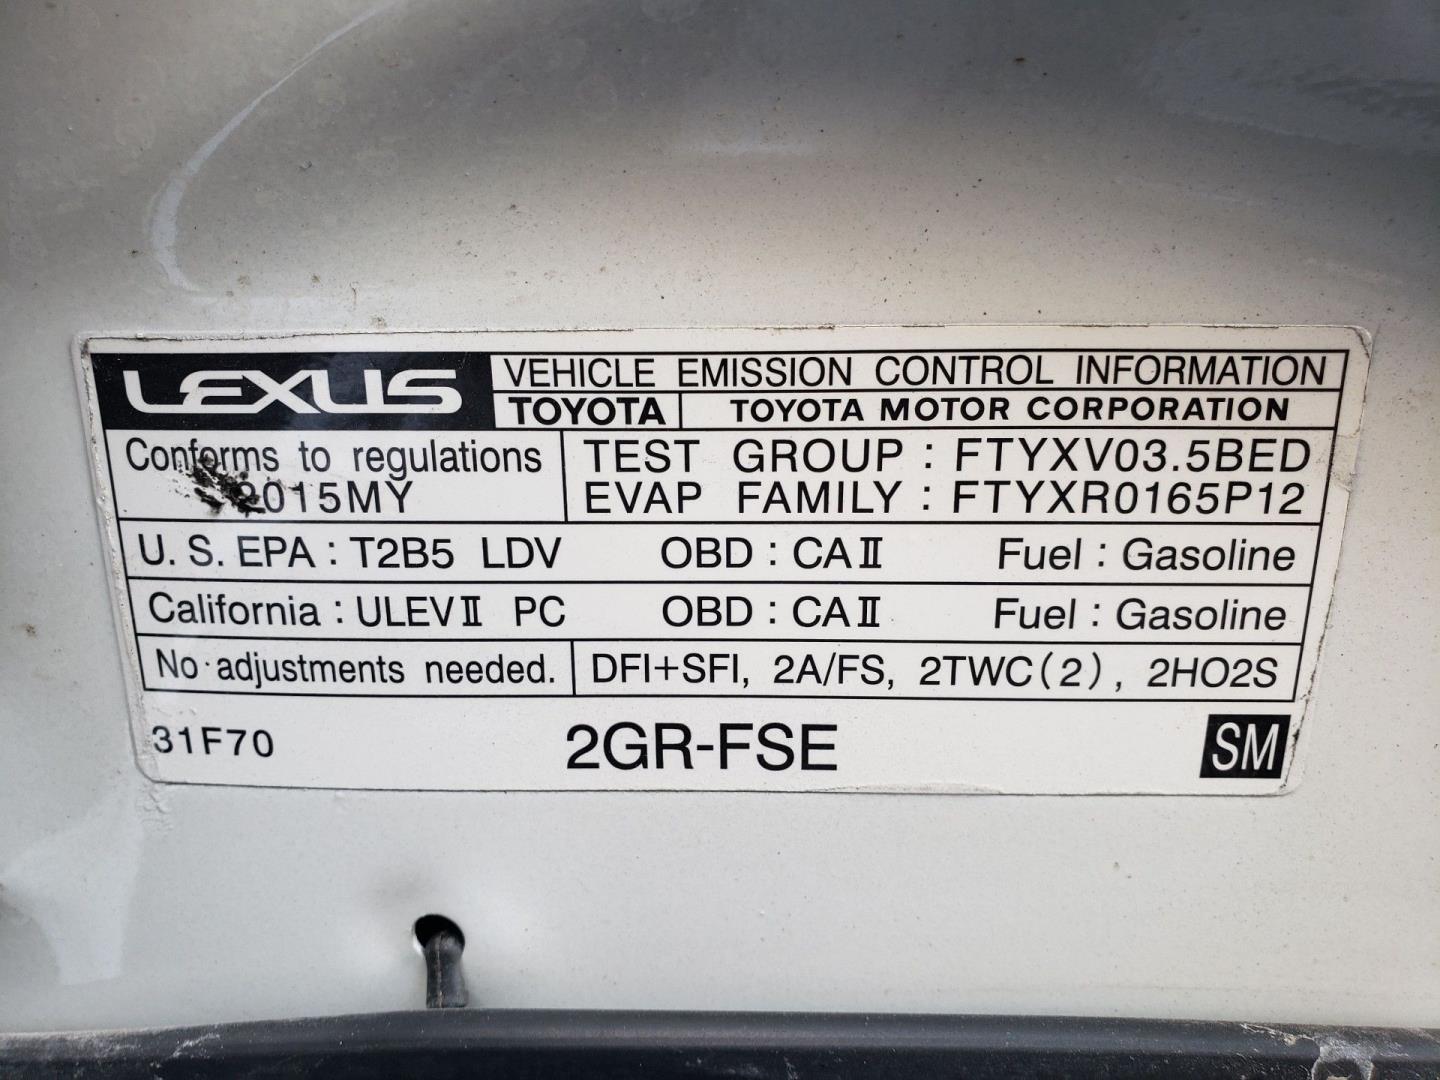 LEXUS VEHICLE EMISSION CONTROL INFORMATION
TOYOTA TOYOTA MOTOR CORPORATION
Conforms to regulations
2015MY
TEST GROUP : FTYXV03.5BED
EVAP FAMILY : FTYXR0165P12
U. S. EPA : T2B5 LDV OBD : CAⅡ Fuel : Gasoline
California : ULEVⅡ PC OBD : CAⅡ Fuel : Gasoline
No adjustments needed. DFI+SFI, 2A/FS, 2TWC(2), 2HO2S
31F70 2GR-FSE SM